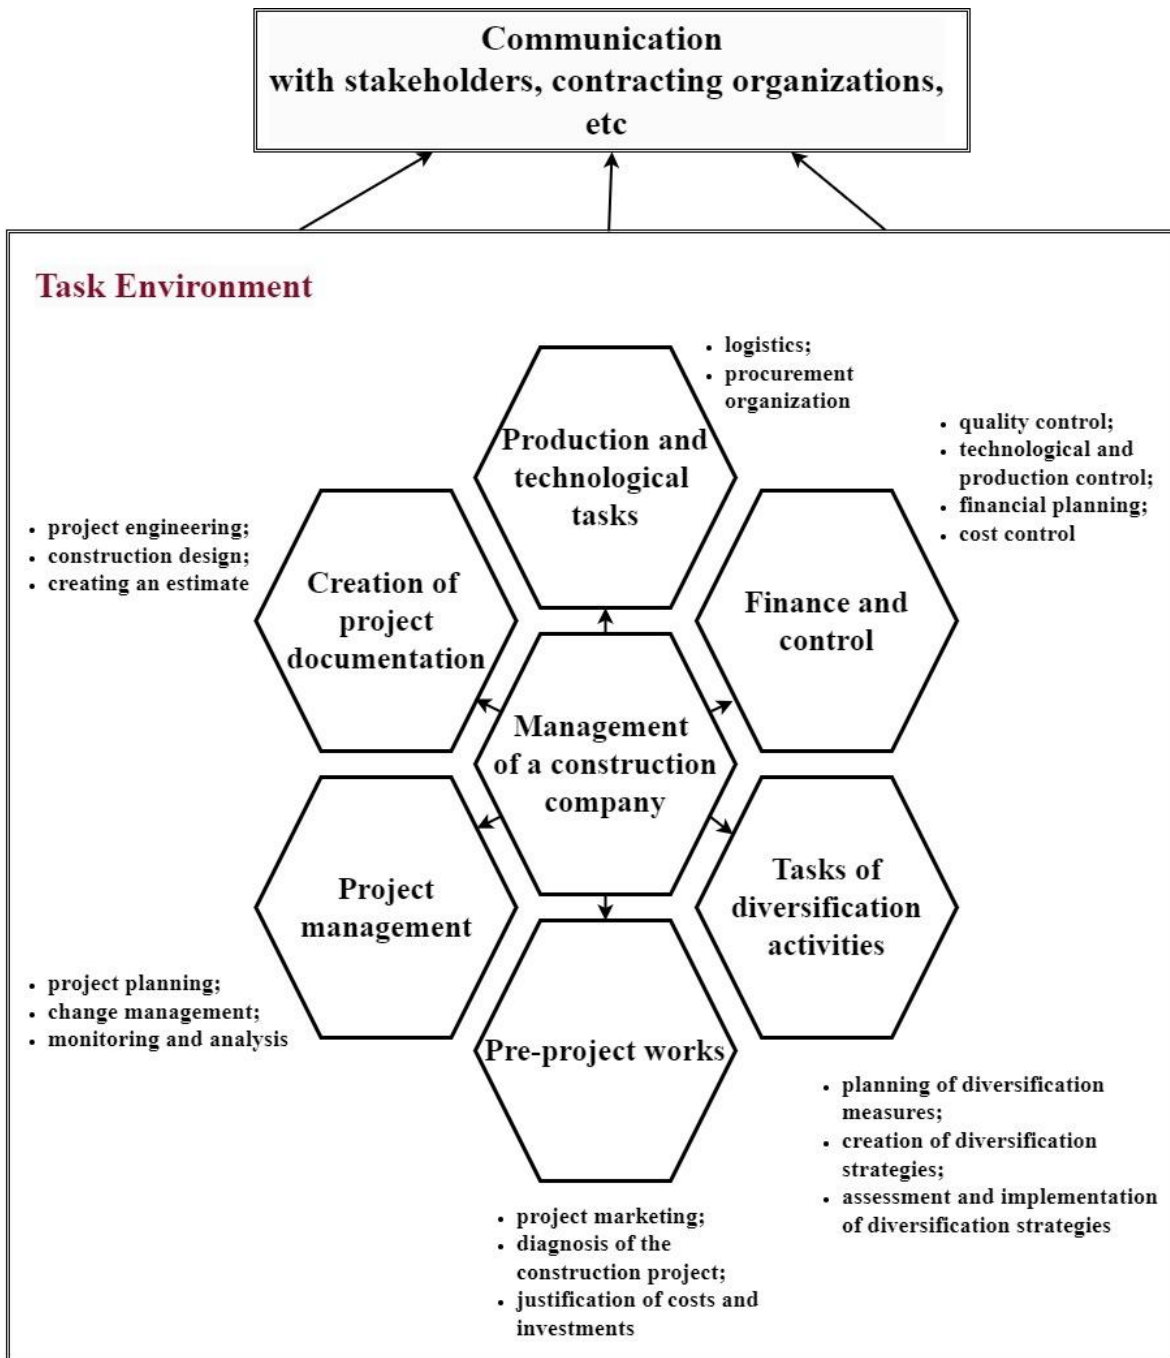 Communication
with stakeholders, contracting organizations,
etc
Task Environment
• logistics;
• procurement
organization
Production and
technological
tasks
• quality control;
• technological and
production control;
• financial planning;
• cost control
• project engineering;
• construction design;
• creating an estimate
Creation of
project
documentation
Finance and
control
Management
of a construction
company
Project
management
Tasks of
diversification
activities
• project planning;
• change management;
• monitoring and analysis
Pre-project works
• planning of diversification
measures;
• creation of diversification
strategies;
• assessment and implementation
of diversification strategies
• project marketing;
• diagnosis of the
construction project;
• justification of costs and
investments